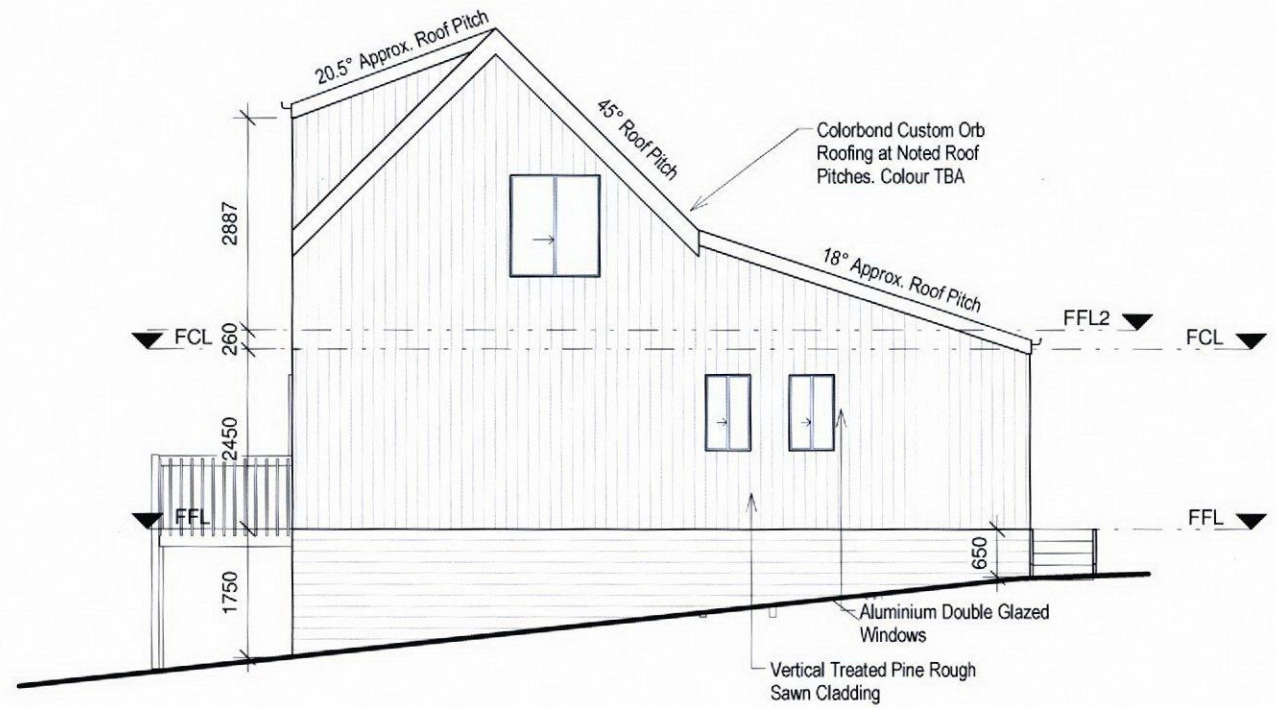 20.5° Approx. Roof Pitch
45° Roof Pitch
Colorbond Custom Orb
Roofing at Noted Roof
Pitches. Colour TBA
18° Approx. Roof Pitch
2887
FFL2
FCL
260
FCL
2450
FFL
FFL
1750
650
Aluminium Double Glazed
Windows
Vertical Treated Pine Rough
Sawn Cladding